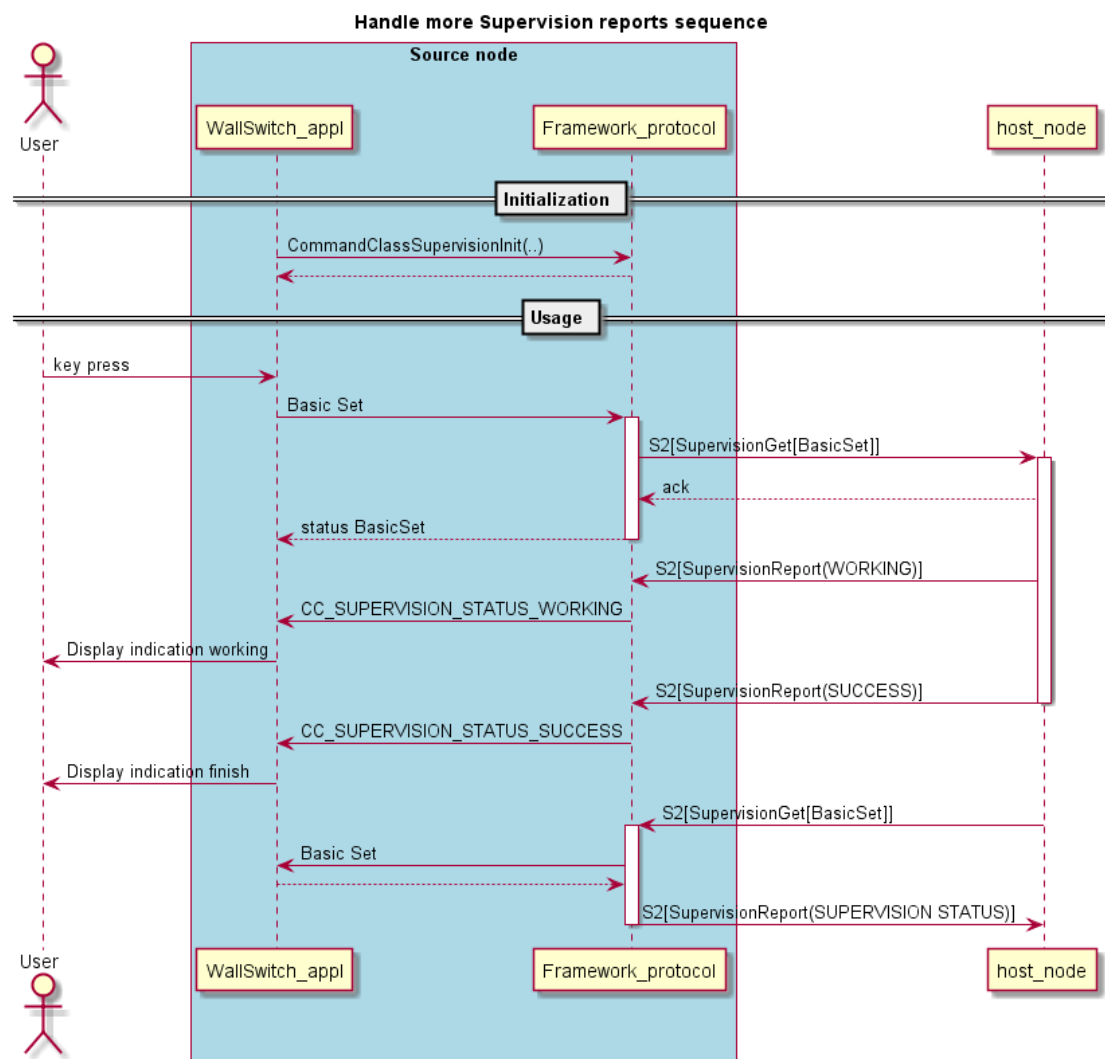 Handle more Supervision reports sequence
Source node
User
WallSwitch_appl
Framework_protocol
host_node
Initialization
CommandClassSupervisionInit(..)
Usage
key press
Basic Set
S2[SupervisionGet[BasicSet]]
ack
status BasicSet
S2[SupervisionReport(WORKING)]
CC_SUPERVISION_STATUS_WORKING
Display indication working
S2[SupervisionReport(SUCCESS)]
CC_SUPERVISION_STATUS_SUCCESS
Display indication finish
S2[SupervisionGet[BasicSet]]
Basic Set
S2[SupervisionReport(SUPERVISION STATUS)]
User
WallSwitch_appl
Framework_protocol
host_node